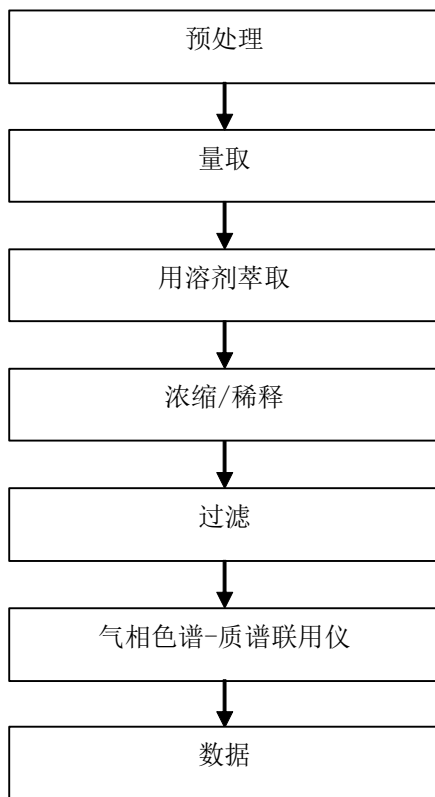 预处理
量取
用溶剂萃取
浓缩/稀释
过滤
气相色谱-质谱联用仪
数据